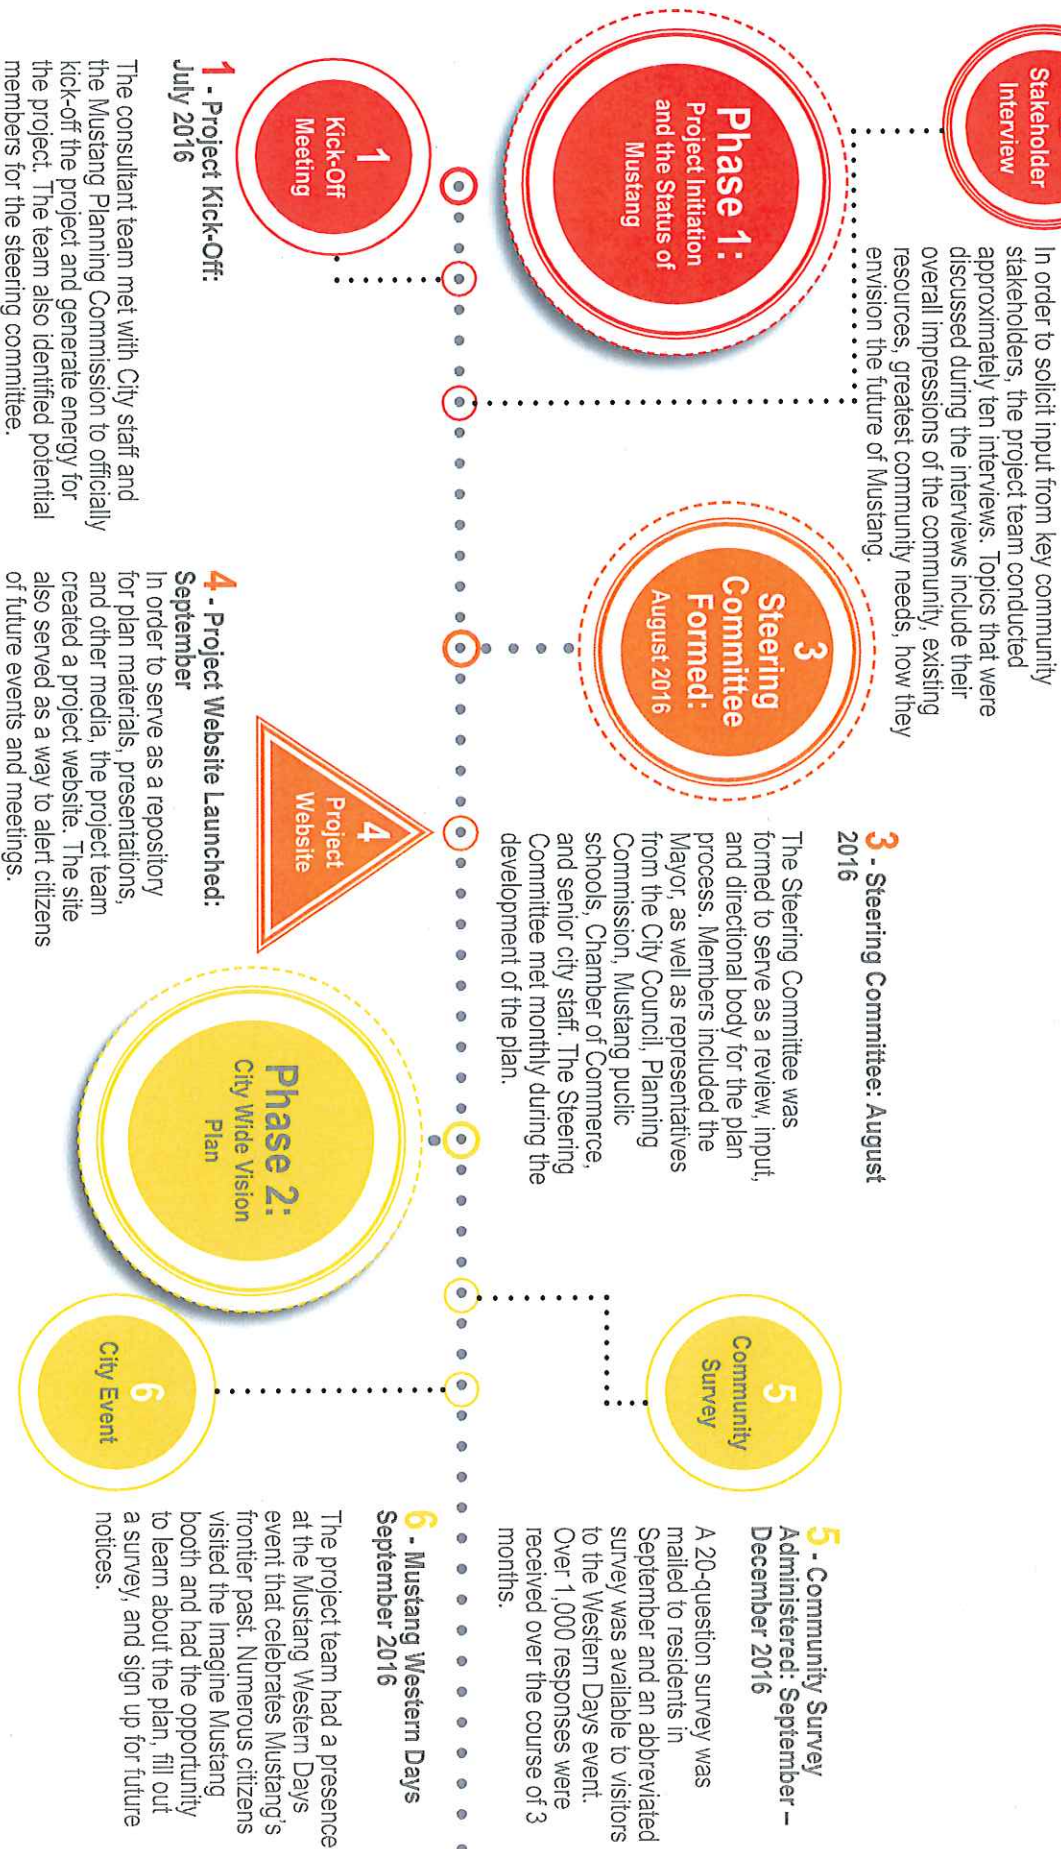 Stakeholder
Interview
In order to solicit input from key community
stakeholders, the project team conducted
approximately ten interviews. Topics that were
discussed during the interviews include their
overall impressions of the community, existing
resources, greatest community needs, how they
envision the future of Mustang.
Phase 1:
Project Initiation
and the Status of
Mustang
1
Kick-Off
Meeting
1 - Project Kick-Off:
July 2016
The consultant team met with City staff and
the Mustang Planning Commission to officially
kick-off the project and generate energy for
the project. The team also identified potential
members for the steering committee.
3
Steering
Committee
Formed:
August 2016
3 - Steering Committee: August
2016
The Steering Committee was
formed to serve as a review, input,
and directional body for the plan
process. Members included the
Mayor, as well as representatives
from the City Council, Planning
Commission, Mustang puclic
schools, Chamber of Commerce,
and senior city staff. The Steering
Committee met monthly during the
development of the plan.
4
Project
Website
4 - Project Website Launched:
September
In order to serve as a repository
for plan materials, presentations,
and other media, the project team
created a project website. The site
also served as a way to alert citizens
of future events and meetings.
Phase 2:
City Wide Vision
Plan
5
Community
Survey
5 - Community Survey
Administered: September –
December 2016
A 20-question survey was
mailed to residents in
September and an abbreviated
survey was available to visitors
to the Western Days event.
Over 1,000 responses were
received over the course of 3
months.
6
City Event
6 - Mustang Western Days
September 2016
The project team had a presence
at the Mustang Western Days
event that celebrates Mustang's
frontier past. Numerous citizens
visited the Imagine Mustang
booth and had the opportunity
to learn about the plan, fill out
a survey, and sign up for future
notices.